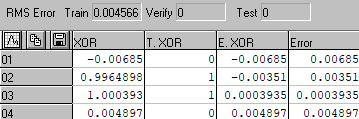 RMS Error Train 0.004566 Verify 0 Test 0
XOR T. XOR E. XOR Error
01 -0.00685 0 -0.00685 0.00685
02 0.9964898 1 -0.00351 0.00351
03 1.000393 1 0.0003935 0.0003935
04 0.004897 0 0.004897 0.004897